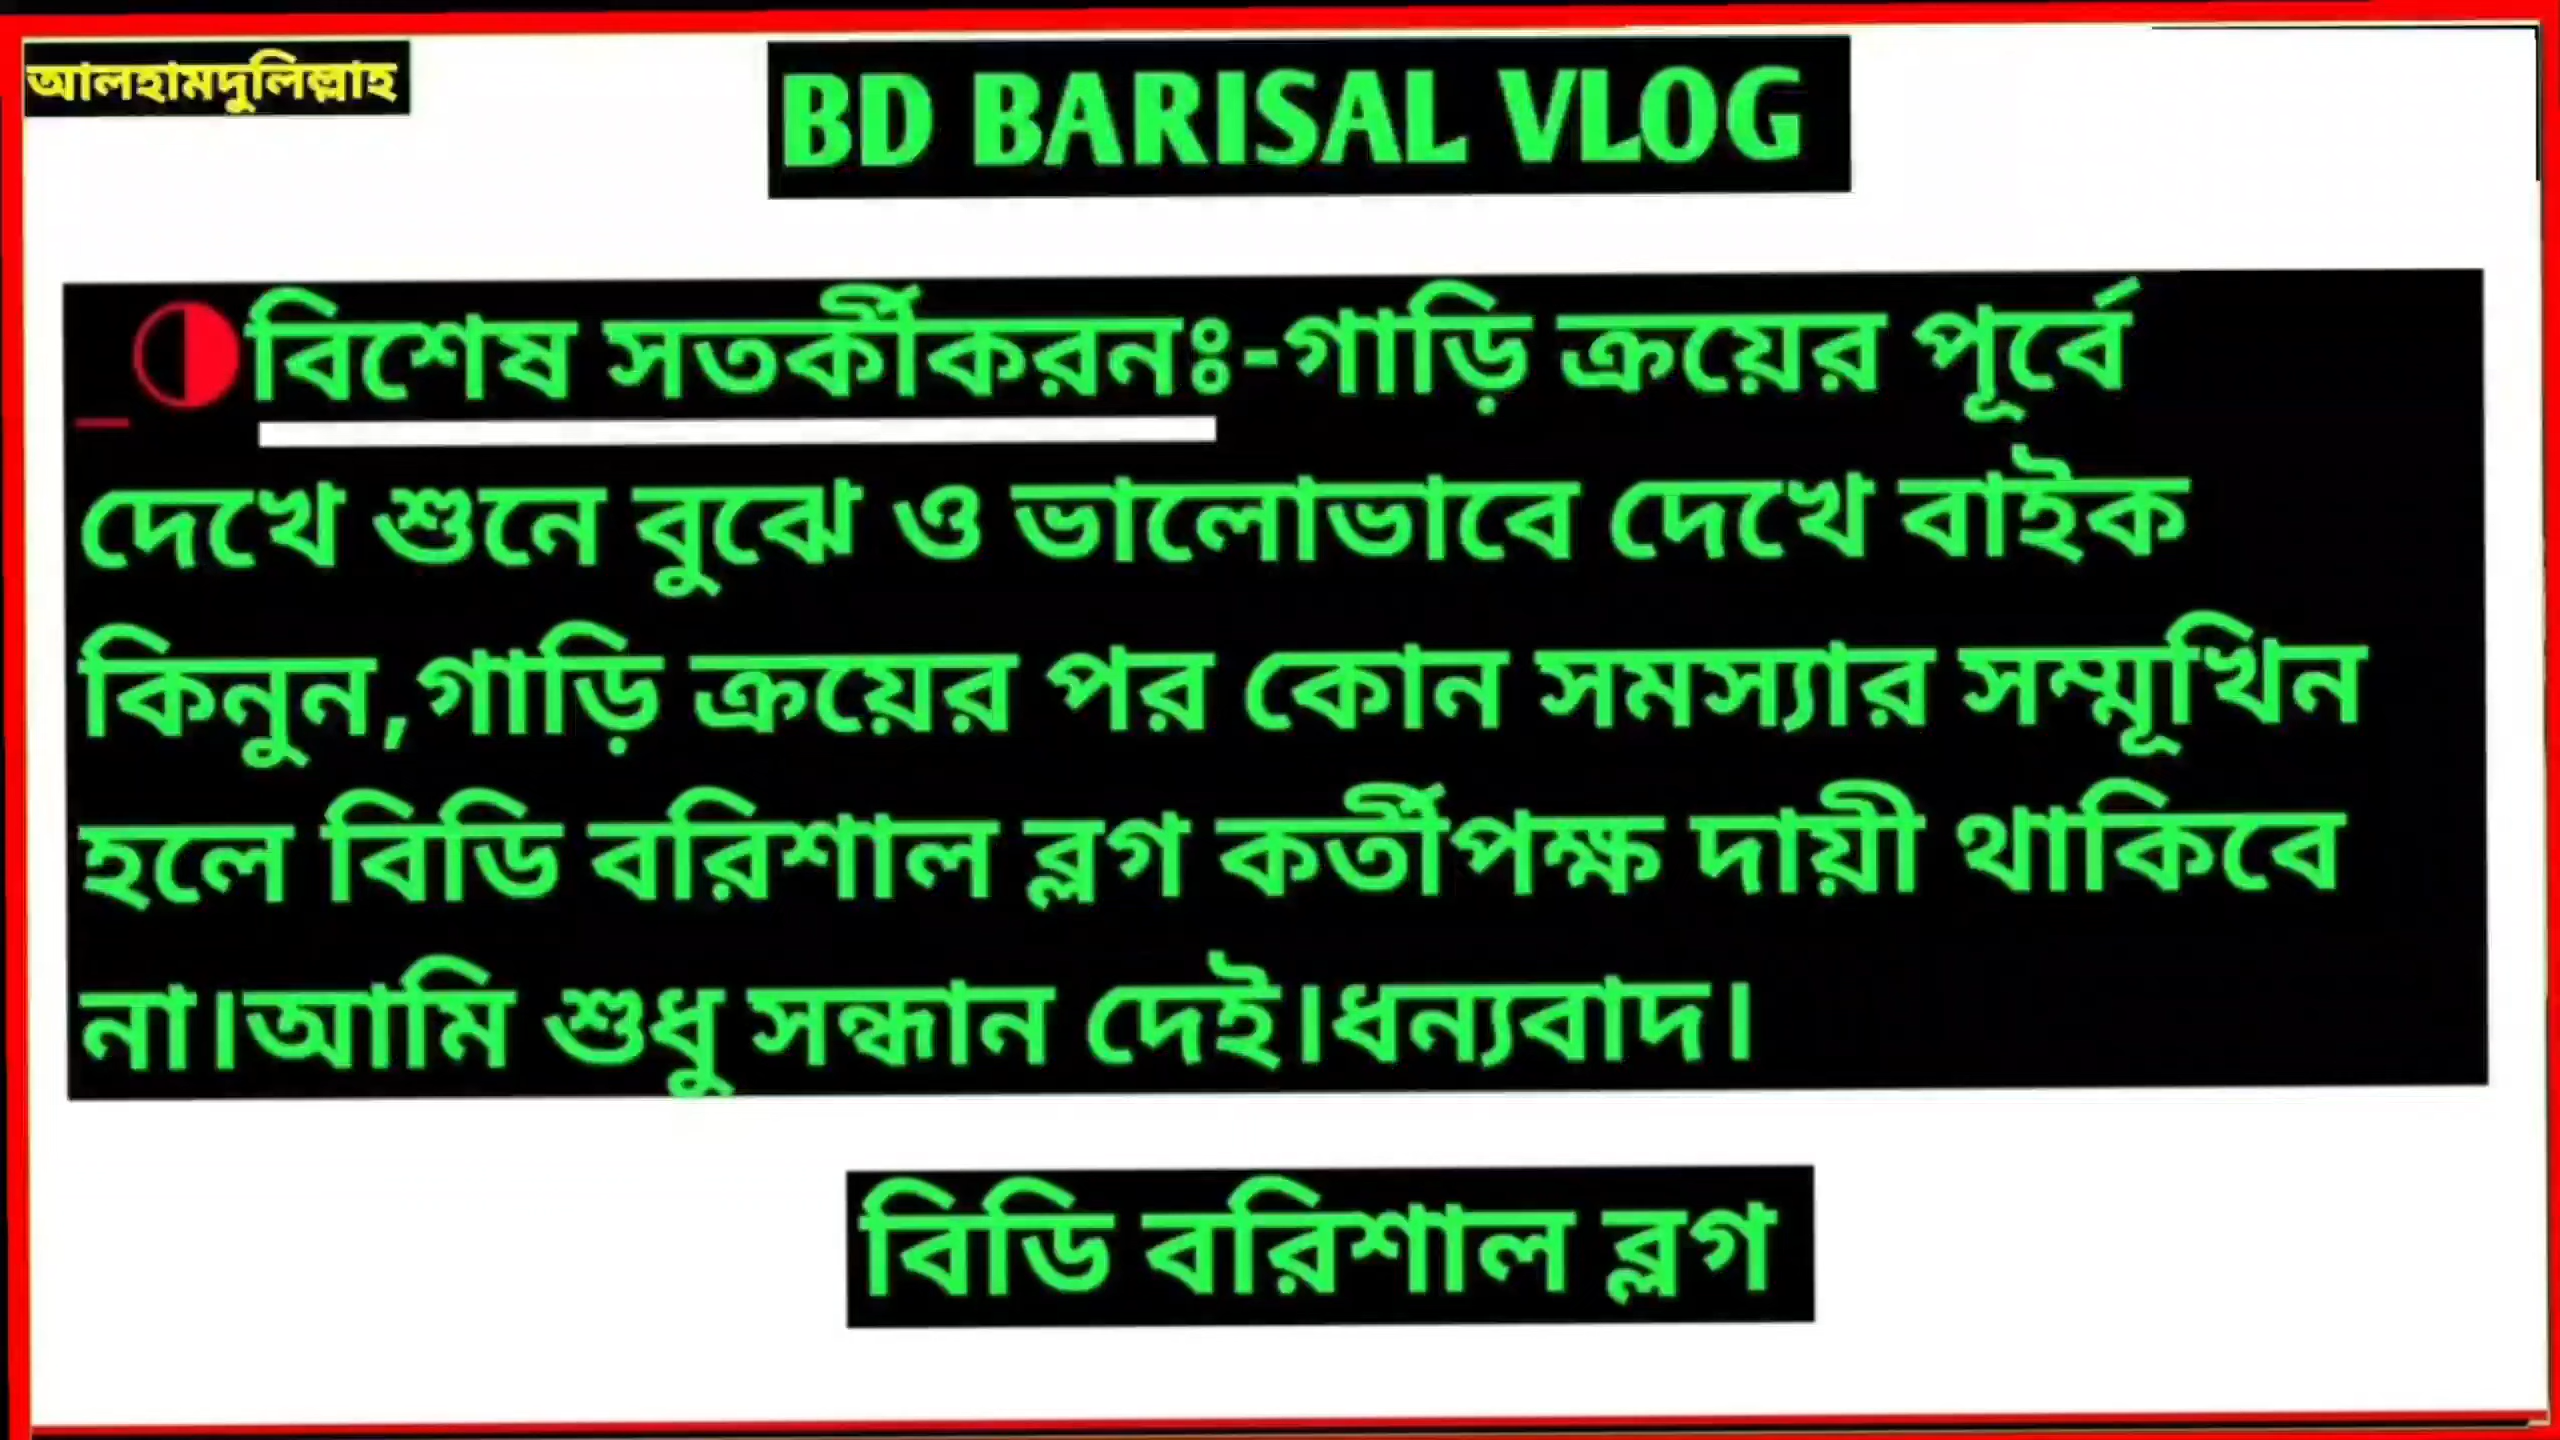 আলহামদুলিল্লাহ
BD BARISAL VLOG
_◑বিশেষ সতর্কীকরনঃ-গাড়ি ক্রয়ের পূর্বে
দেখে শুনে বুঝে ও ভালোভাবে দেখে বাইক
কিনুন,গাড়ি ক্রয়ের পর কোন সমস্যার সম্মূখিন
হলে বিডি বরিশাল ব্লগ কর্তীপক্ষ দায়ী থাকিবে
না।আমি শুধু সন্ধান দেই।ধন্যবাদ।
বিডি বরিশাল ব্লগ